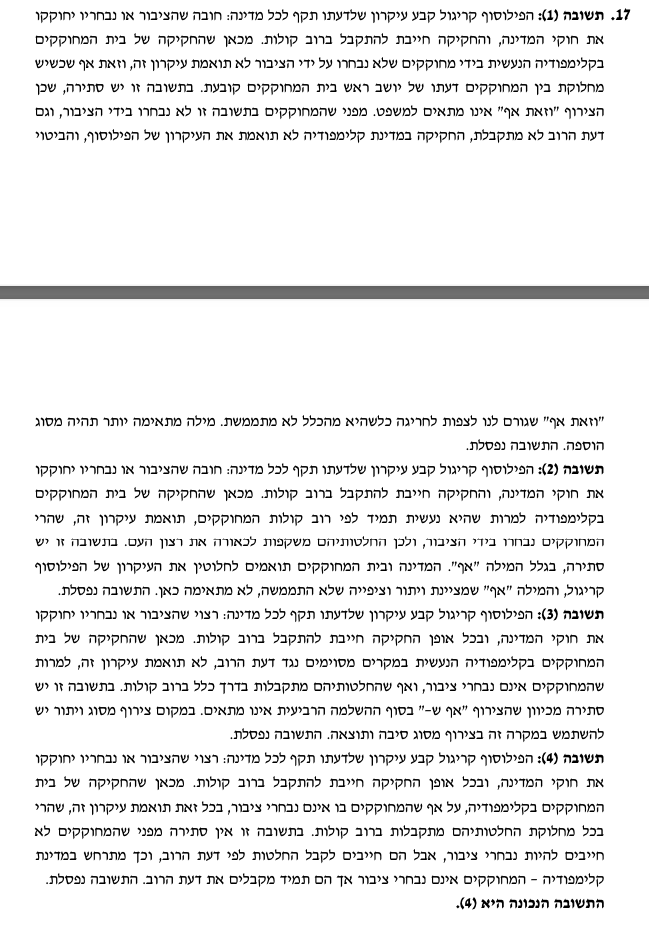 17. תשובה (1): הפילוסוף קריגול קבע עיקרון שלדעתו תקף לכל מדינה: חובה שהציבור או נבחריו יחוקקו
את חוקי המדינה, והחקיקה חייבת להתקבל ברוב קולות. מכאן שהחקיקה של בית המחוקקים
בקלימפודיה הנעשית בידי מחוקקים שלא נבחרו על ידי הציבור לא תואמת עיקרון זה, וזאת אף שכשיש
מחלוקת בין המחוקקים דעתו של יושב ראש בית המחוקקים קובעת. בתשובה זו יש סתירה, שכן
הצירוף "וזאת אף" אינו מתאים למשפט. מפני שהמחוקקים בתשובה זו לא נבחרו בידי הציבור, וגם
דעת הרוב לא מתקבלת, החקיקה במדינת קלימפודיה לא תואמת את העיקרון של הפילוסוף, והביטוי
"וזאת אף" שגורם לנו לצפות לחריגה כלשהיא מהכלל לא מתממשת. מילה מתאימה יותר תהיה מסוג
הוספה. התשובה נפסלת.
תשובה (2): הפילוסוף קריגול קבע עיקרון שלדעתו תקף לכל מדינה: חובה שהציבור או נבחריו יחוקקו
את חוקי המדינה, והחקיקה חייבת להתקבל ברוב קולות. מכאן שהחקיקה של בית המחוקקים
בקלימפודיה למרות שהיא נעשית תמיד לפי רוב קולות המחוקקים, תואמת עיקרון זה, שהרי
המחוקקים נבחרו בידי הציבור, ולכן החלטותיהם משקפות לכאורה את רצון העם. בתשובה זו יש
סתירה, בגלל המילה "אף". המדינה ובית המחוקקים תואמים לחלוטין את העיקרון של הפילוסוף
קריגול, והמילה "אף" שמציינת ויתור וציפייה שלא התממשה, לא מתאימה כאן. התשובה נפסלת.
תשובה (3): הפילוסוף קריגול קבע עיקרון שלדעתו תקף לכל מדינה: רצוי שהציבור או נבחריו יחוקקו
את חוקי המדינה, ובכל אופן החקיקה חייבת להתקבל ברוב קולות. מכאן שהחקיקה של בית
המחוקקים בקלימפודיה הנעשית במקרים מסוימים נגד דעת הרוב, לא תואמת עיקרון זה, למרות
שהמחוקקים אינם נבחרי ציבור, ואף שהחלטותיהם מתקבלות בדרך כלל ברוב קולות. בתשובה זו יש
סתירה מכיוון שהצירוף "אף ש-" בסוף ההשלמה הרביעית אינו מתאים. במקום צירוף מסוג ויתור יש
להשתמש במקרה זה בצירוף מסוג סיבה ותוצאה. התשובה נפסלת.
תשובה (4): הפילוסוף קריגול קבע עיקרון שלדעתו תקף לכל מדינה: רצוי שהציבור או נבחריו יחוקקו
את חוקי המדינה, ובכל אופן החקיקה חייבת להתקבל ברוב קולות. מכאן שהחקיקה של בית
המחוקקים בקלימפודיה, על אף שהמחוקקים בו אינם נבחרי ציבור, בכל זאת תואמת עיקרון זה, שהרי
בכל מחלוקת החלטותיהם מתקבלות ברוב קולות. בתשובה זו אין סתירה מפני שהמחוקקים לא
חייבים להיות נבחרי ציבור, אבל הם חייבים לקבל החלטות לפי דעת הרוב, וכך מתרחש במדינת
קלימפודיה – המחוקקים אינם נבחרי ציבור אך הם תמיד מקבלים את דעת הרוב. התשובה נפסלת.
התשובה הנכונה היא (4).